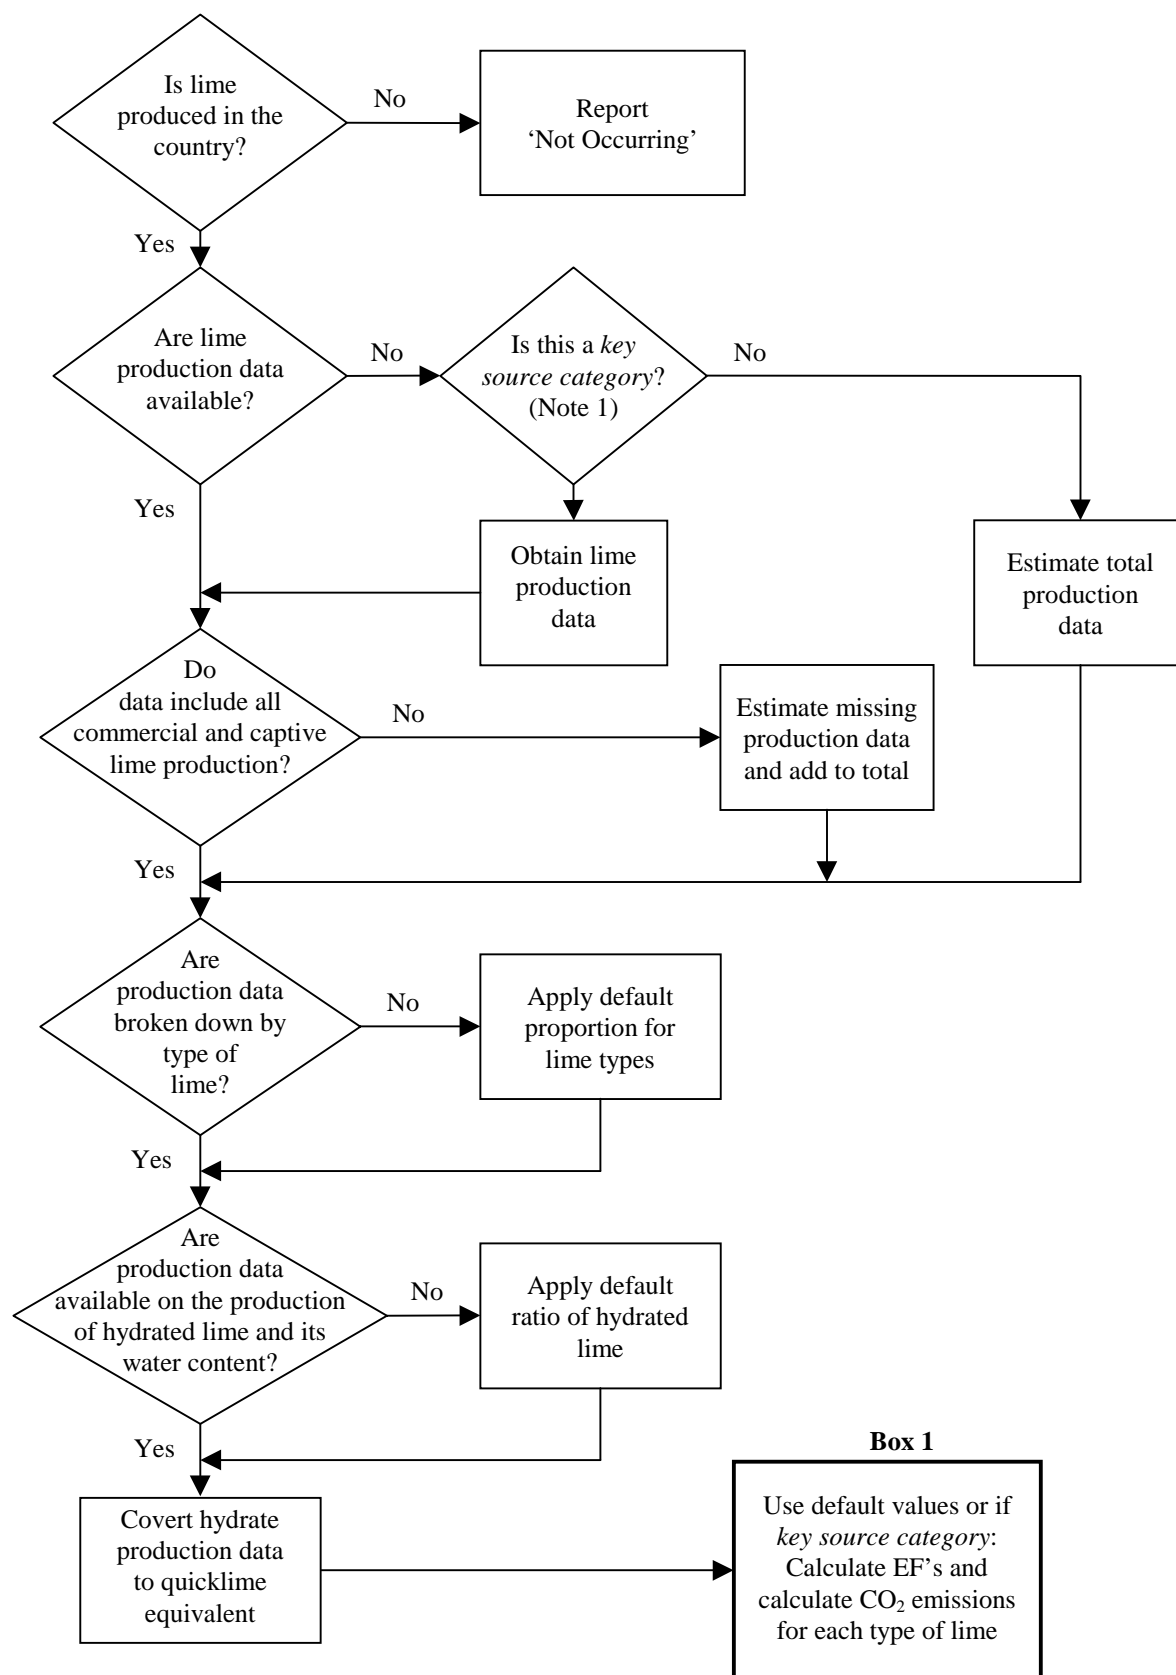 Is lime
produced in the
country?
No
Report
‘Not Occurring’
Yes
Are lime
production data
available?
No
Is this a key
source category?
(Note 1)
No
Yes
Obtain lime
production
data
Estimate total
production
data
Do
data include all
commercial and captive
lime production?
No
Estimate missing
production data
and add to total
Yes
Are
production data
broken down by
type of
lime?
No
Apply default
proportion for
lime types
Yes
Are
production data
available on the production
of hydrated lime and its
water content?
No
Apply default
ratio of hydrated
lime
Yes
Covert hydrate
production data
to quicklime
equivalent
Box 1
Use default values or if
key source category:
Calculate EF’s and
calculate CO₂ emissions
for each type of lime